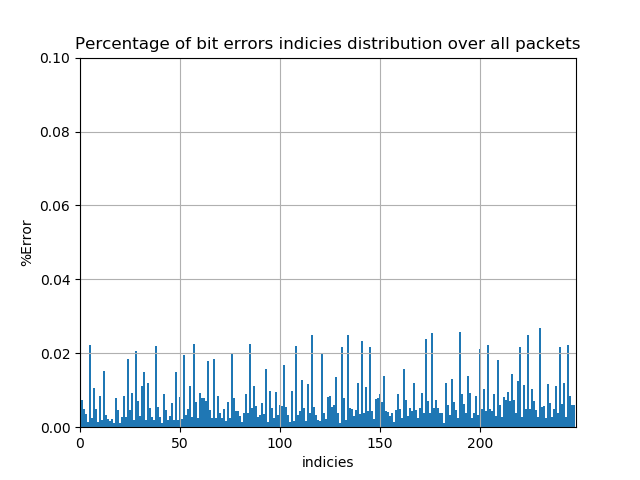 Percentage of bit errors indicies distribution over all packets
0.10
0.08
0.06
0.04
0.02
0.00
%Error
0 50 100 150 200
indicies